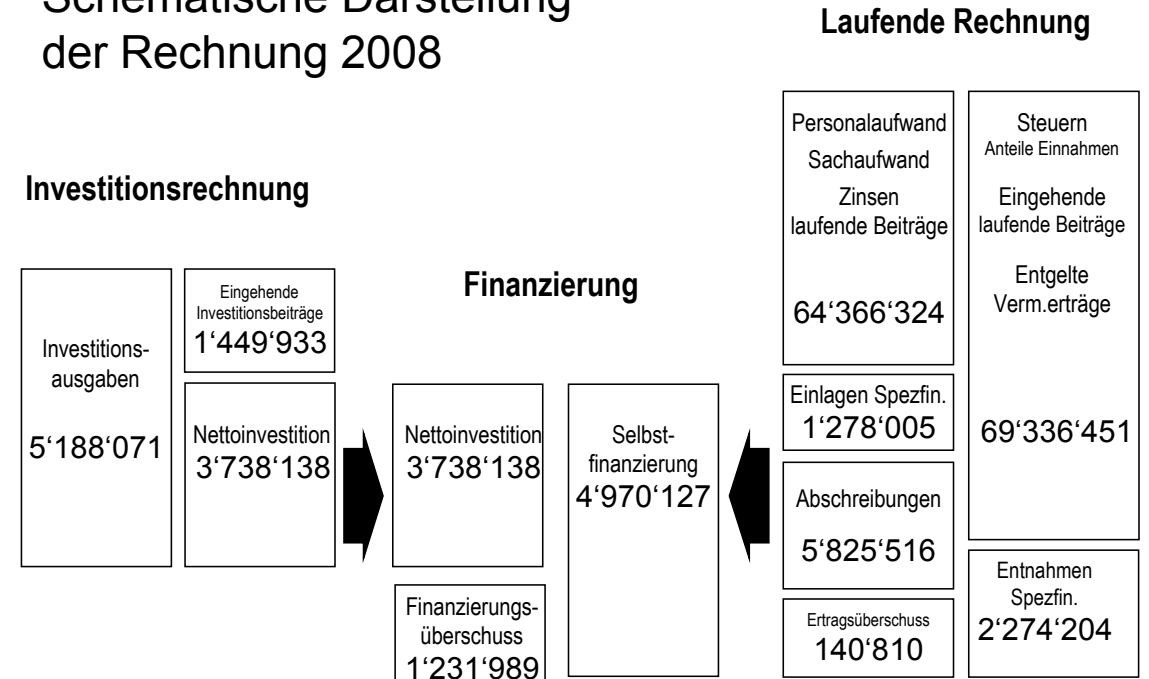 Schematische Darstellung
der Rechnung 2008
Laufende Rechnung
Investitionsrechnung
Finanzierung
Investitions-
ausgaben
5‘188‘071
Eingehende
Investitionsbeiträge
1‘449‘933
Nettoinvestition
3‘738‘138
Nettoinvestition
3‘738‘138
Finanzierungs-
überschuss
1‘231‘989
Selbst-
finanzierung
4‘970‘127
Personalaufwand
Sachaufwand
Zinsen
laufende Beiträge
64‘366‘324
Einlagen Spezfin.
1‘278‘005
Abschreibungen
5‘825‘516
Ertragsüberschuss
140‘810
Steuern
Anteile Einnahmen
Eingehende
laufende Beiträge
Entgelte
Verm.erträge
69‘336‘451
Entnahmen
Spezfin.
2‘274‘204